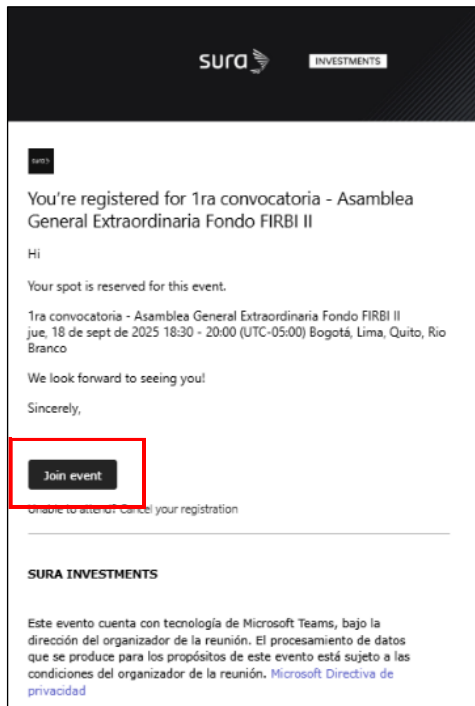 sura
INVESTMENTS
sura
You're registered for 1ra convocatoria - Asamblea
General Extraordinaria Fondo FIRBI II
Hi
Your spot is reserved for this event.
1ra convocatoria - Asamblea General Extraordinaria Fondo FIRBI II
jue, 18 de sept de 2025 18:30 - 20:00 (UTC-05:00) Bogotá, Lima, Quito, Rio
Branco
We look forward to seeing you!
Sincerely,
Join event
Unable to attend? Cancel your registration
SURA INVESTMENTS
Este evento cuenta con tecnología de Microsoft Teams, bajo la
dirección del organizador de la reunión. El procesamiento de datos
que se produce para los propósitos de este evento está sujeto a las
condiciones del organizador de la reunión. Microsoft Directiva de
privacidad